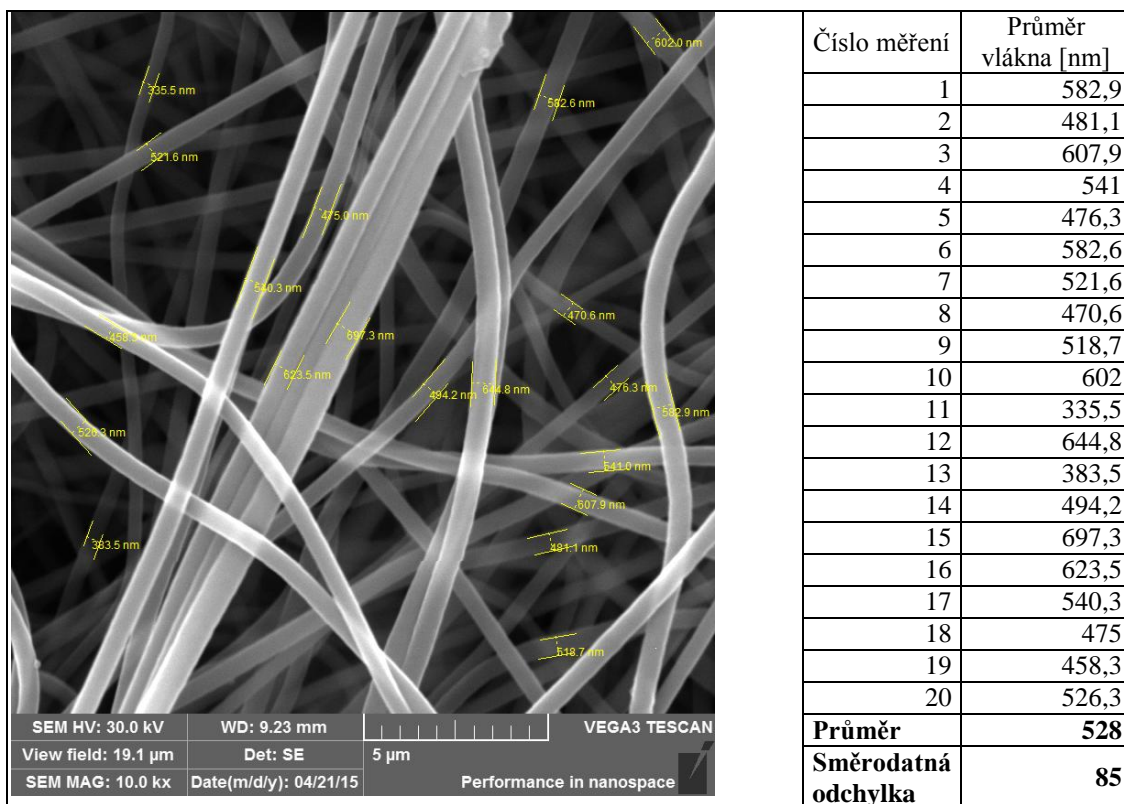 602.0 nm
335.5 nm
582.6 nm
521.6 nm
475.0 nm
540.3 nm
470.6 nm
458.3 nm
697.3 nm
623.5 nm
494.2 nm
644.8 nm
476.3 nm
582.9 nm
526.3 nm
541.0 nm
607.9 nm
383.5 nm
481.1 nm
518.7 nm
SEM HV: 30.0 kV WD: 9.23 mm VEGA3 TESCAN
View field: 19.1 µm Det: SE 5 µm
SEM MAG: 10.0 kx Date(m/d/y): 04/21/15 Performance in nanospace
Číslo měření Průměr
vlákna [nm]
1 582,9
2 481,1
3 607,9
4 541
5 476,3
6 582,6
7 521,6
8 470,6
9 518,7
10 602
11 335,5
12 644,8
13 383,5
14 494,2
15 697,3
16 623,5
17 540,3
18 475
19 458,3
20 526,3
Průměr 528
Směrodatná
odchylka 85